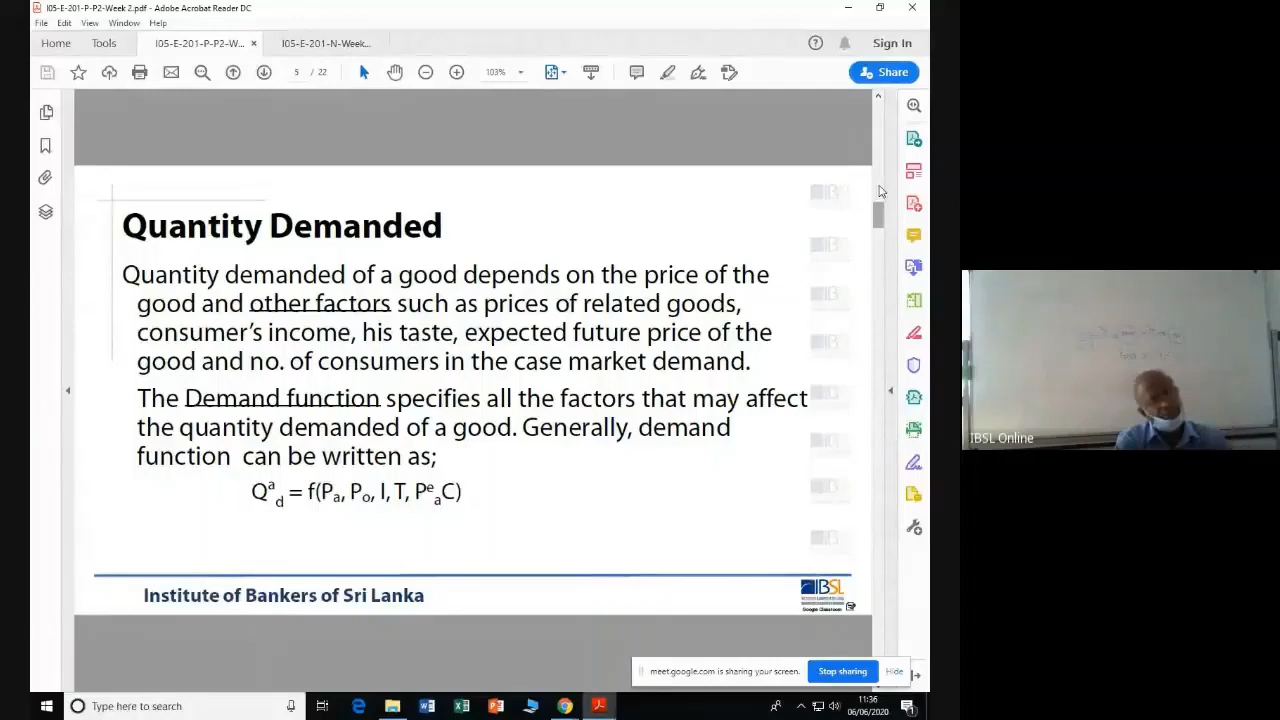 I05-E-201-P-P2-Week 2.pdf - Adobe Acrobat Reader DC
File Edit View Window Help
Home Tools I05-E-201-P-P2-W... × I05-E-201-N-Week... Sign In
5 / 22 103% Share
Quantity Demanded
Quantity demanded of a good depends on the price of the
good and other factors such as prices of related goods,
consumer's income, his taste, expected future price of the
good and no. of consumers in the case market demand.
The Demand function specifies all the factors that may affect
the quantity demanded of a good. Generally, demand
function can be written as;
Qᵃd = f(Pₐ, Pₒ, I, T, PᵉₐC)
Institute of Bankers of Sri Lanka
IBSL
Google Classroom
IBSL Online
meet.google.com is sharing your screen. Stop sharing Hide
Type here to search
11:36
06/06/2020